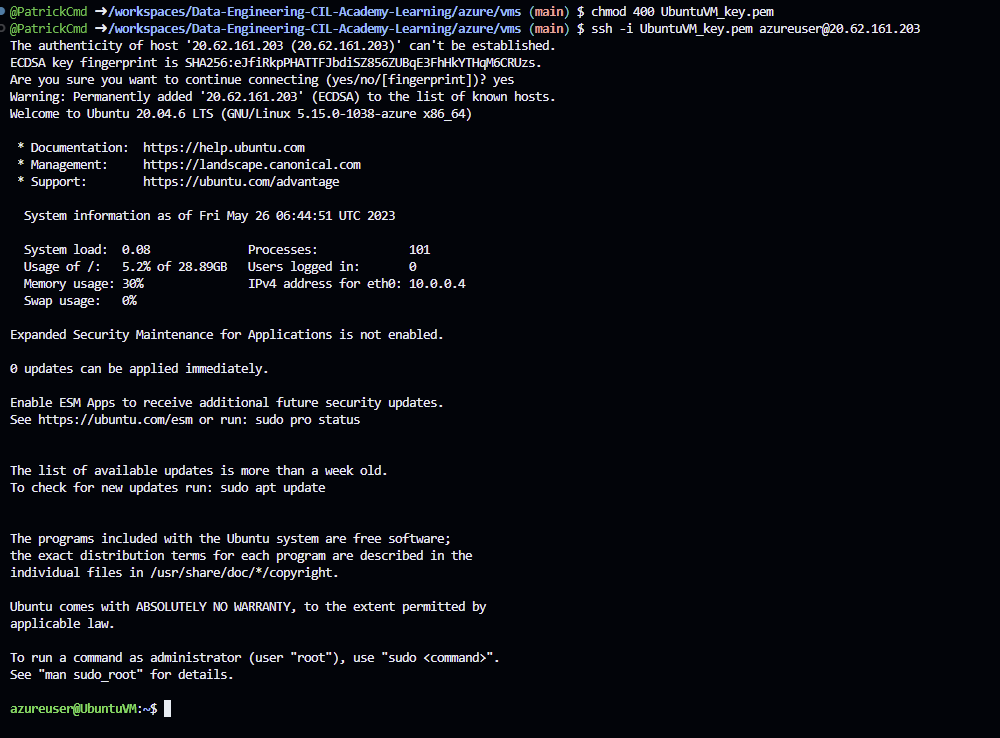 @PatrickCmd ➜/workspaces/Data-Engineering-CIL-Academy-Learning/azure/vms (main) $ chmod 400 UbuntuVM_key.pem
@PatrickCmd ➜/workspaces/Data-Engineering-CIL-Academy-Learning/azure/vms (main) $ ssh -i UbuntuVM_key.pem azureuser@20.62.161.203
The authenticity of host '20.62.161.203 (20.62.161.203)' can't be established.
ECDSA key fingerprint is SHA256:eJfiRkpPHATTFJbdiSZ856ZUBqE3FhHkYTHqM6CRUzs.
Are you sure you want to continue connecting (yes/no/[fingerprint])? yes
Warning: Permanently added '20.62.161.203' (ECDSA) to the list of known hosts.
Welcome to Ubuntu 20.04.6 LTS (GNU/Linux 5.15.0-1038-azure x86_64)
* Documentation:  https://help.ubuntu.com
* Management:     https://landscape.canonical.com
* Support:        https://ubuntu.com/advantage
System information as of Fri May 26 06:44:51 UTC 2023
System load:  0.08              Processes:             101
Usage of /:   5.2% of 28.89GB   Users logged in:       0
Memory usage: 30%               IPv4 address for eth0: 10.0.0.4
Swap usage:   0%
Expanded Security Maintenance for Applications is not enabled.
0 updates can be applied immediately.
Enable ESM Apps to receive additional future security updates.
See https://ubuntu.com/esm or run: sudo pro status
The list of available updates is more than a week old.
To check for new updates run: sudo apt update
The programs included with the Ubuntu system are free software;
the exact distribution terms for each program are described in the
individual files in /usr/share/doc/*/copyright.
Ubuntu comes with ABSOLUTELY NO WARRANTY, to the extent permitted by
applicable law.
To run a command as administrator (user "root"), use "sudo <command>".
See "man sudo_root" for details.
azureuser@UbuntuVM:~$